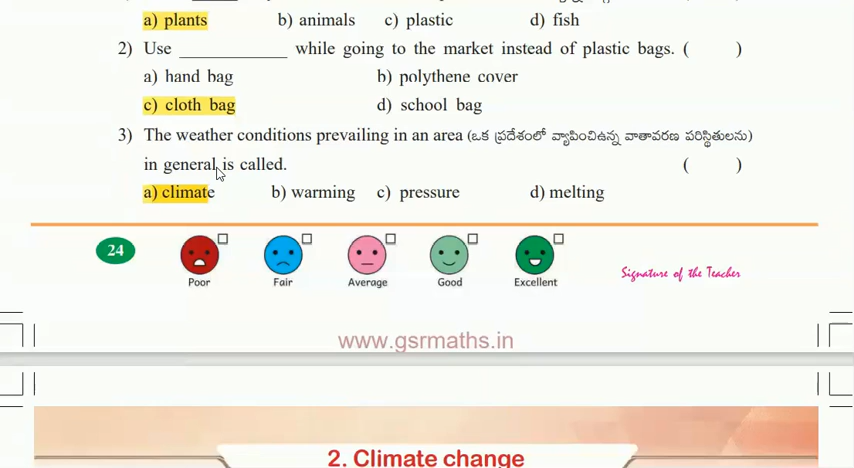 a) plants b) animals c) plastic d) fish
2) Use ____________ while going to the market instead of plastic bags. ( )
a) hand bag b) polythene cover
c) cloth bag d) school bag
3) The weather conditions prevailing in an area (ఒక ప్రదేశంలో వ్యాపించిఉన్న వాతావరణ పరిస్థితులను)
in general is called. ( )
a) climate b) warming c) pressure d) melting
24
Poor Fair Average Good Excellent
Signature of the Teacher
www.gsrmaths.in
2. Climate change